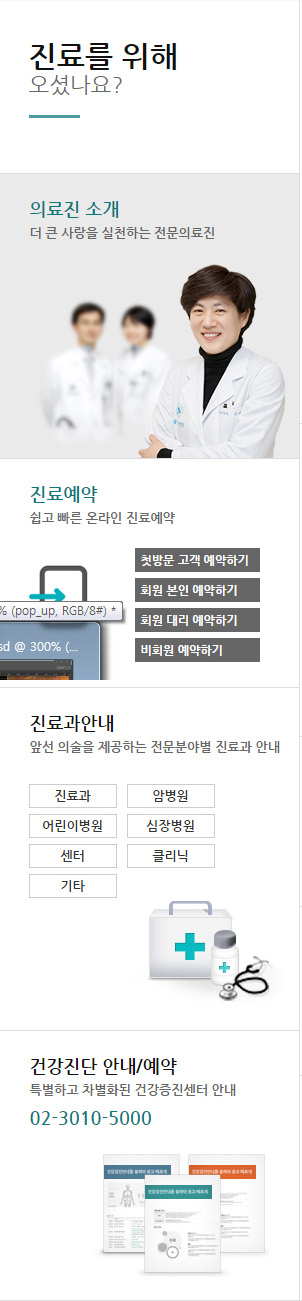 진료를 위해
오셨나요?
의료진 소개
더 큰 사랑을 실천하는 전문의료진
진료예약
쉽고 빠른 온라인 진료예약
첫방문 고객 예약하기
회원 본인 예약하기
% (pop_up, RGB/8#) *
회원 대리 예약하기
sd @ 300% (...
비회원 예약하기
진료과안내
앞선 의술을 제공하는 전문분야별 진료과 안내
진료과 암병원
어린이병원 심장병원
센터 클리닉
기타
건강진단 안내/예약
특별하고 차별화된 건강증진센터 안내
02-3010-5000